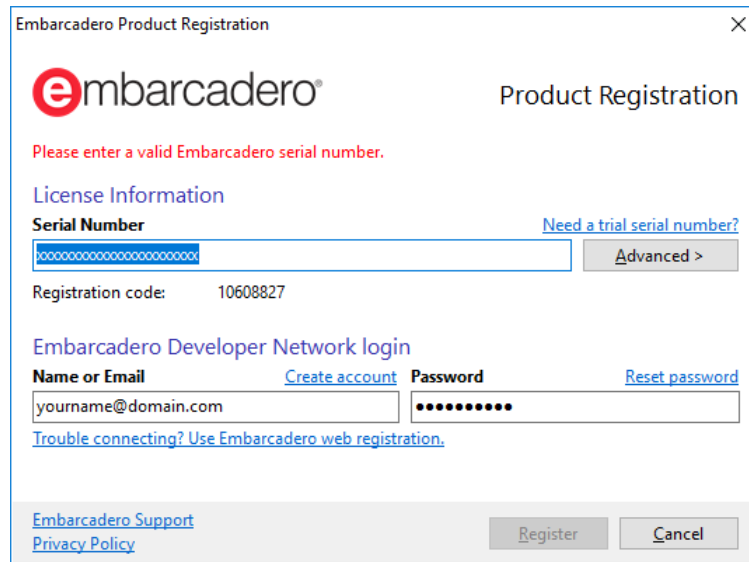 Embarcadero Product Registration
embarcadero®
Product Registration
Please enter a valid Embarcadero serial number.
License Information
Serial Number Need a trial serial number?
xxxxxxxxxxxxxxxxxxxxxxxx Advanced >
Registration code: 10608827
Embarcadero Developer Network login
Name or Email Create account Password Reset password
yourname@domain.com ●●●●●●●●●●
Trouble connecting? Use Embarcadero web registration.
Embarcadero Support
Register Cancel
Privacy Policy